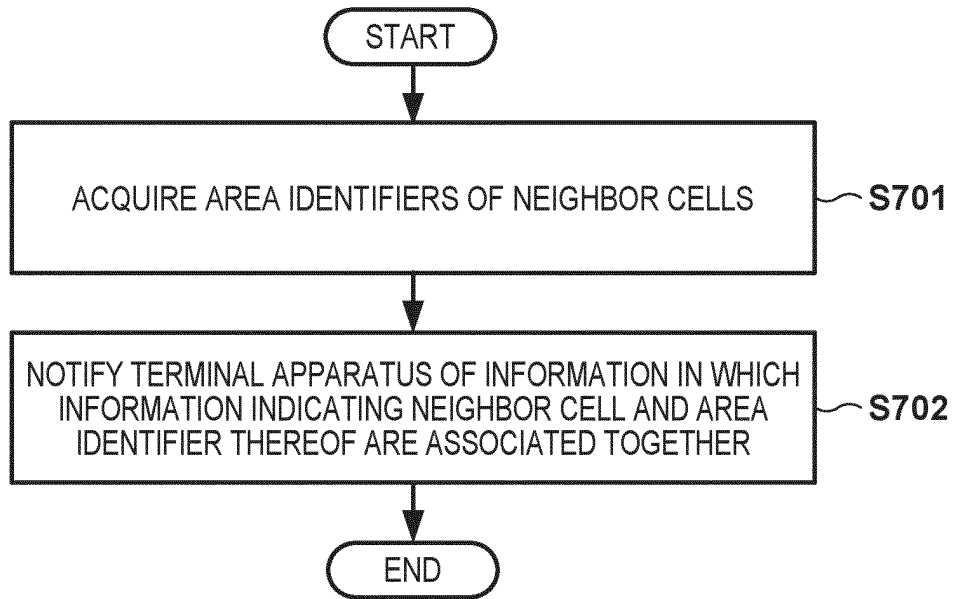 START
ACQUIRE AREA IDENTIFIERS OF NEIGHBOR CELLS
S701
NOTIFY TERMINAL APPARATUS OF INFORMATION IN WHICH
INFORMATION INDICATING NEIGHBOR CELL AND AREA
IDENTIFIER THEREOF ARE ASSOCIATED TOGETHER
S702
END